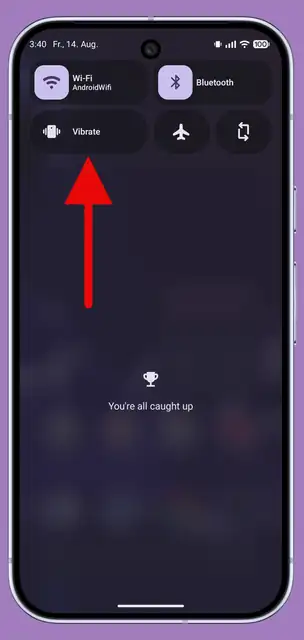 3:40 Fr., 14. Aug.
100
Wi-Fi
AndroidWifi
Bluetooth
Vibrate
You're all caught up